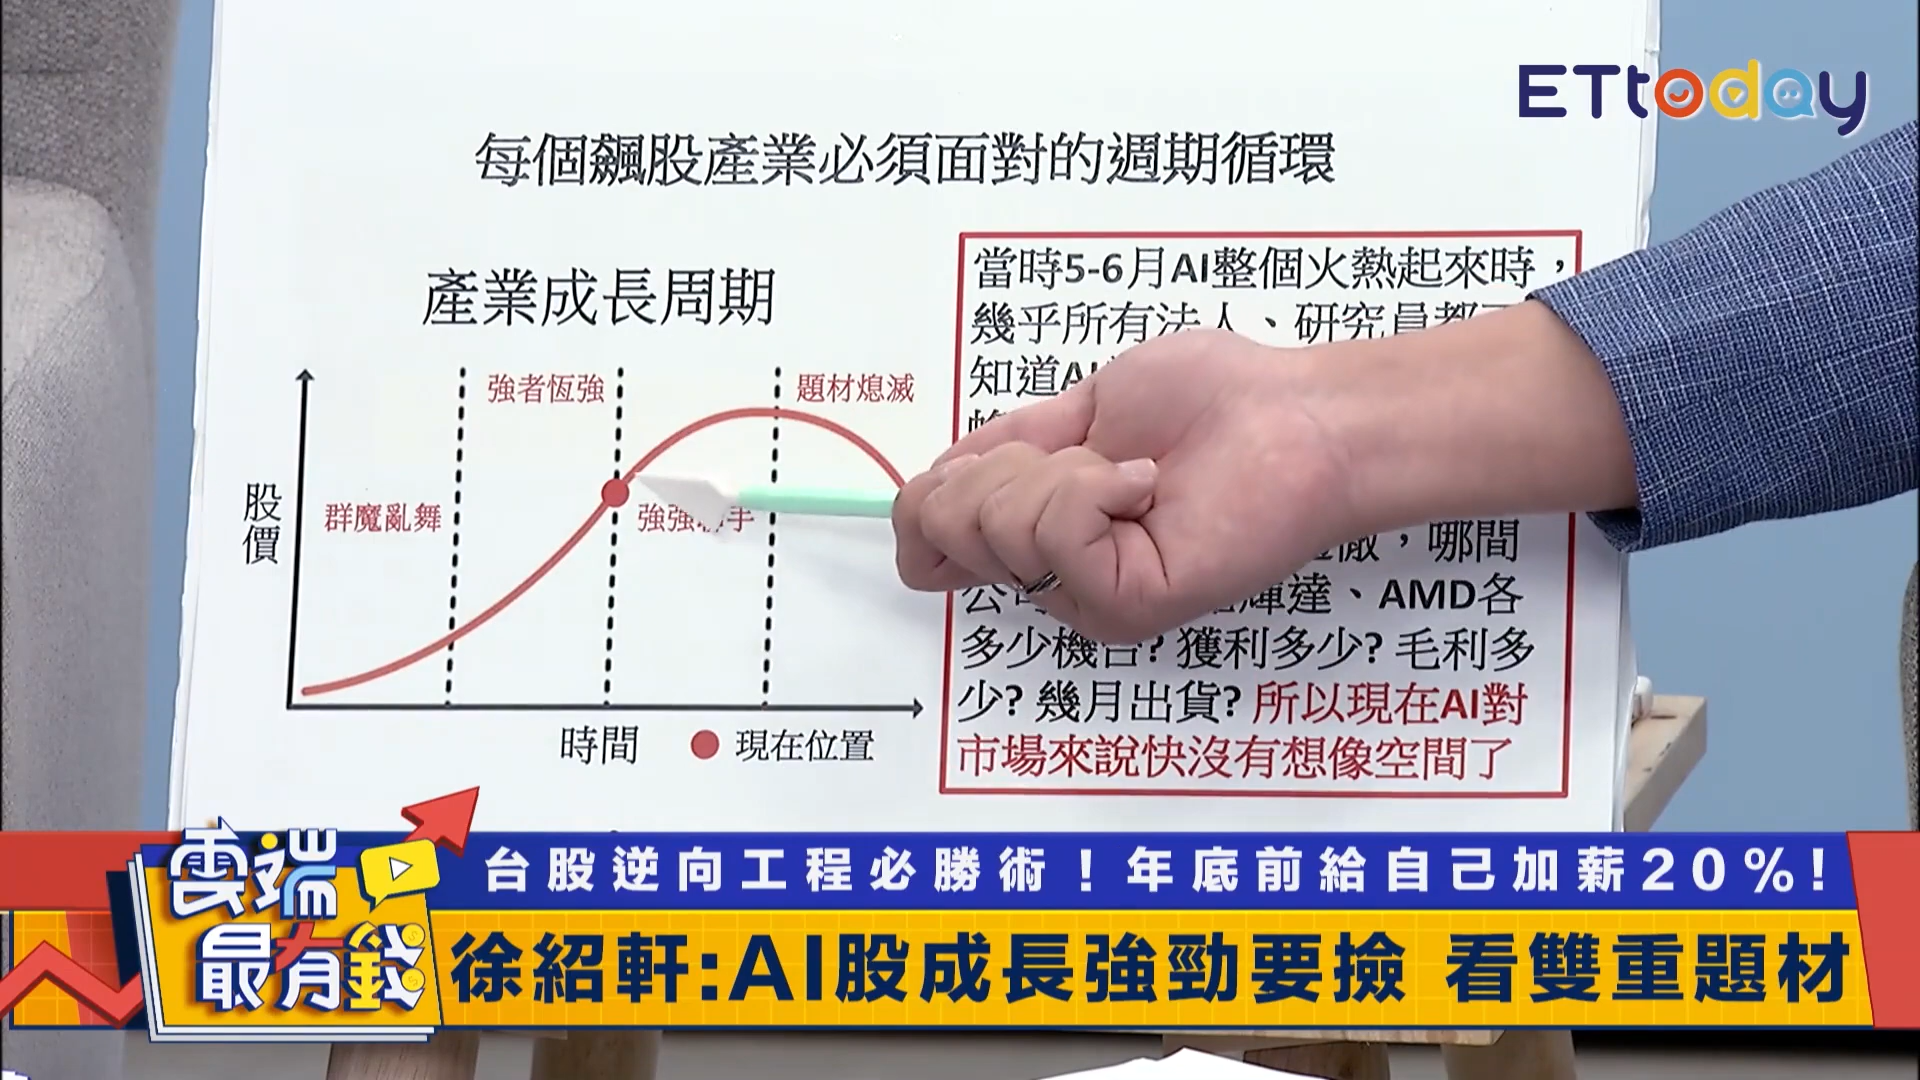 ETtoday
每個飆股產業必須面對的週期循環
產業成長周期
強者恆強
題材熄滅
群魔亂舞
強強
手
股價
時間
現在位置
當時5-6月AI整個火熱起來時，
幾乎所有法人、研究員都
知道AI
，哪間
公司
達、AMD各
多少機台? 獲利多少? 毛利多
少? 幾月出貨? 所以現在AI對
市場來說快沒有想像空間了
雲端
最有錢
台股逆向工程必勝術！年底前給自己加薪20%!
徐紹軒:AI股成長強勁要撿 看雙重題材